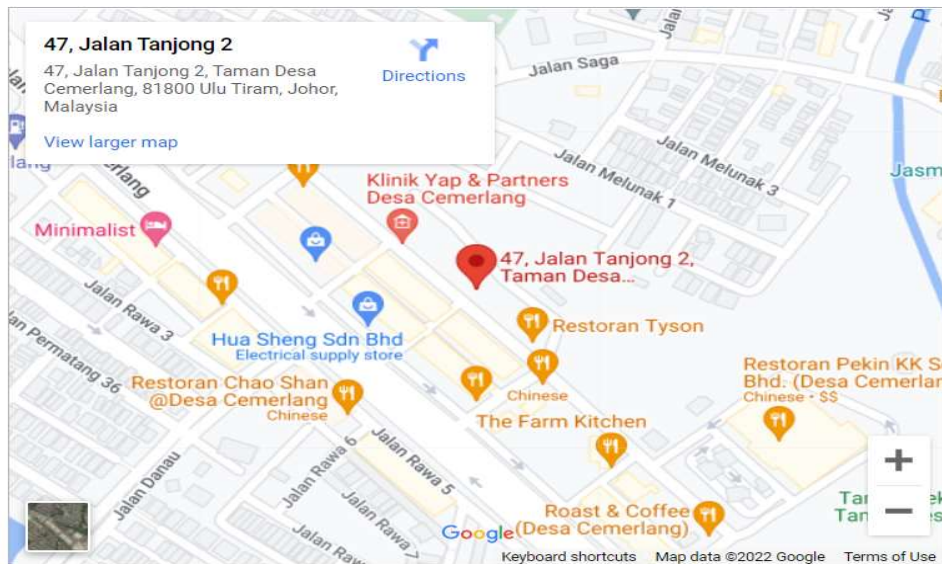 47, Jalan Tanjong 2
47, Jalan Tanjong 2, Taman Desa
Cemerlang, 81800 Ulu Tiram, Johor,
Malaysia
Directions
View larger map
Jalan Saga
Jalan Melunak 3
Jalan Melunak 1
lang
erlang
Jasm
Klinik Yap & Partners
Desa Cemerlang
Minimalist
47, Jalan Tanjong 2,
Taman Desa...
Jalan Rawa 3
Hua Sheng Sdn Bhd
Electrical supply store
Restoran Tyson
Jalan Permatang 36
Restoran Chao Shan
@Desa Cemerlang
Chinese
Chinese
Restoran Pekin KK S
Bhd. (Desa Cemerlan
Chinese • $$
The Farm Kitchen
Jalan Rawa 6
Jalan Rawa 5
Jalan Danau
Jalan Rawa 7
Roast & Coffee
(Desa Cemerlang)
Google
Keyboard shortcuts
Map data ©2022 Google
Terms of Use